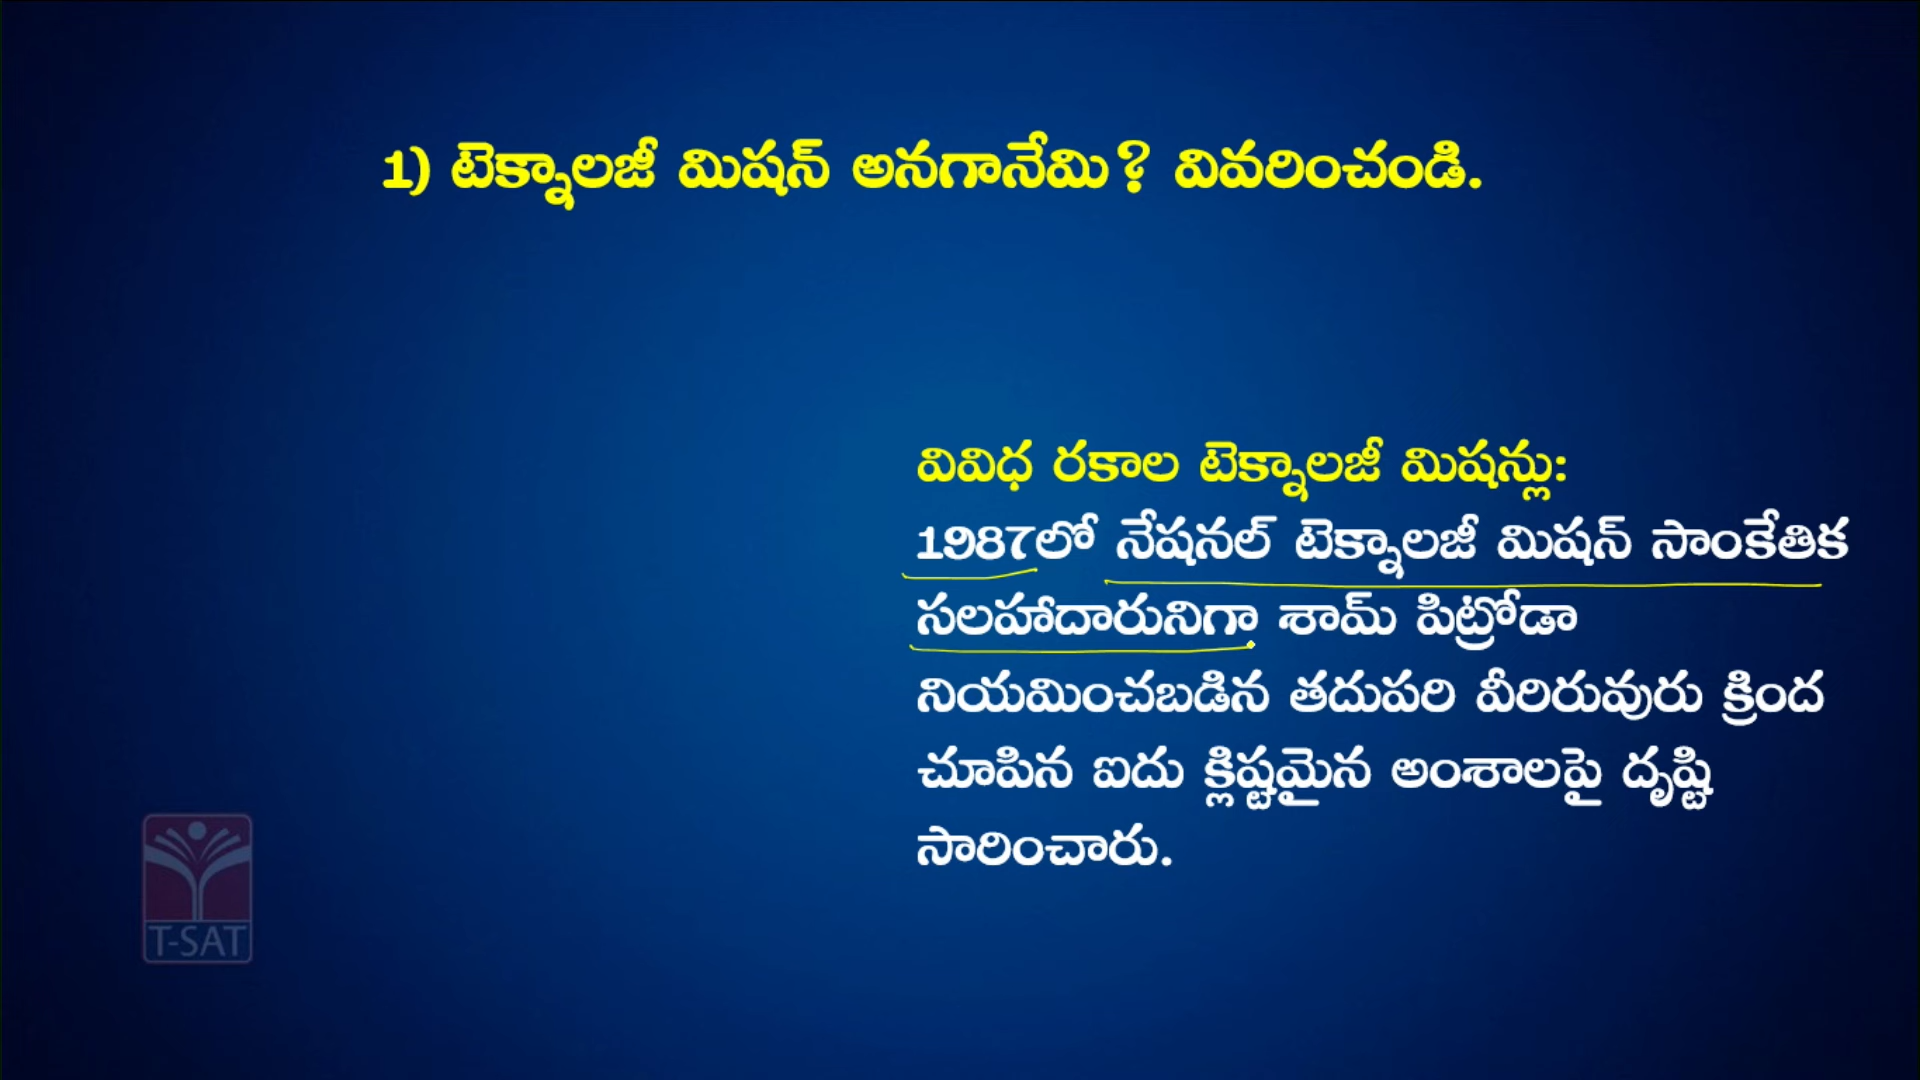 1) టెక్నాలజీ మిషన్ అనగానేమి? వివరించండి.
వివిధ రకాల టెక్నాలజీ మిషన్లు:
1987లో నేషనల్ టెక్నాలజీ మిషన్ సాంకేతిక
సలహాదారునిగా శామ్ పిట్రోడా
నియమించబడిన తదుపరి వీరిరువురు క్రింద
చూపిన ఐదు క్లిష్టమైన అంశాలపై దృష్టి
సారించారు.
T-SAT